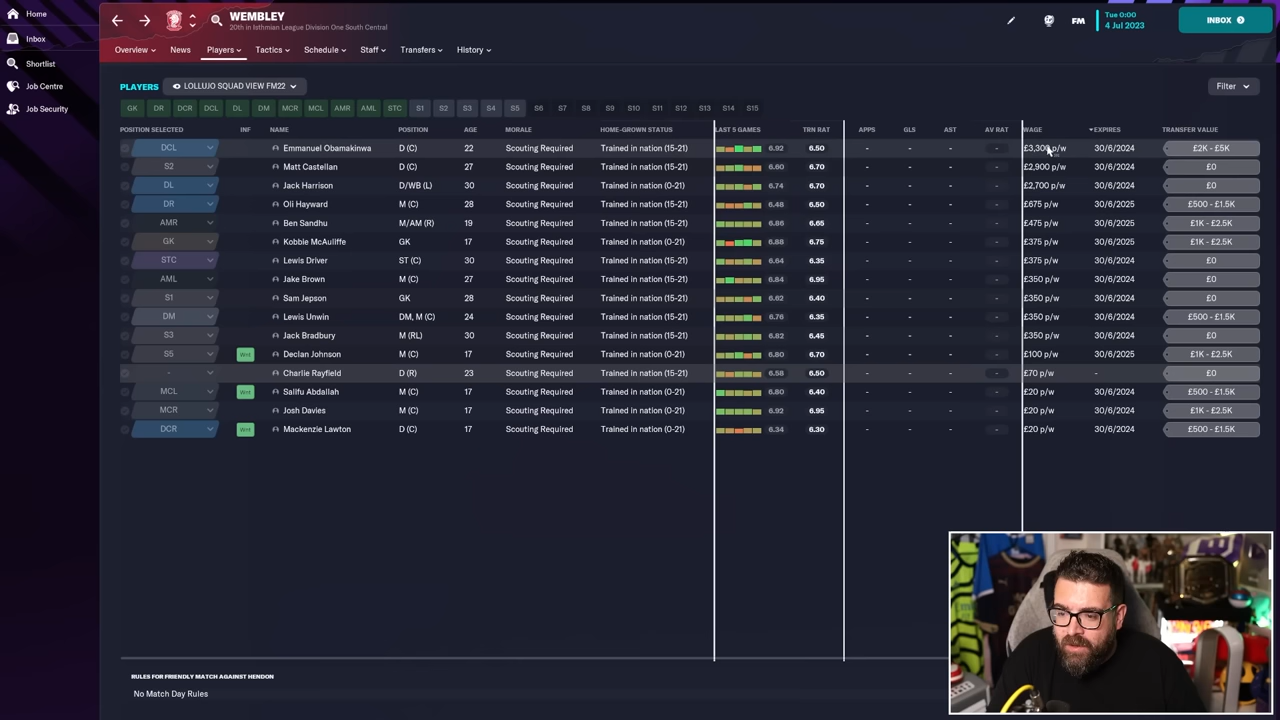 Home
Inbox
Shortlist
Job Centre
Job Security
WEMBLEY
20th in Isthmian League Division One South Central
FM
Tue 0:00
4 Jul 2023
INBOX
Overview
News
Players
Tactics
Schedule
Staff
Transfers
History
PLAYERS
LOLLUJO SQUAD VIEW FM22
Filter
GK DR DCR DCL DL DM MCR MCL AMR AML STC S1 S2 S3 S4 S5 S6 S7 S8 S9 S10 S11 S12 S13 S14 S15
POSITION SELECTED INF NAME POSITION AGE MORALE HOME-GROWN STATUS LAST 5 GAMES TRN RAT APPS GLS AST AV RAT WAGE EXPIRES TRANSFER VALUE
DCL Emmanuel Obamakinwa D (C) 22 Scouting Required Trained in nation (15-21) 6.92 6.50 - - - - £3,300 p/w 30/6/2024 £2K - £5K
S2 Matt Castellan D (C) 27 Scouting Required Trained in nation (15-21) 6.60 6.70 - - - - £2,900 p/w 30/6/2024 £0
DL Jack Harrison D/WB (L) 30 Scouting Required Trained in nation (0-21) 6.74 6.70 - - - - £2,700 p/w 30/6/2024 £0
DR Oli Hayward M (C) 28 Scouting Required Trained in nation (15-21) 6.48 6.50 - - - - £675 p/w 30/6/2025 £500 - £1.5K
AMR Ben Sandhu M/AM (R) 19 Scouting Required Trained in nation (15-21) 6.86 6.65 - - - - £475 p/w 30/6/2025 £1K - £2.5K
GK Kobbie McAuliffe GK 17 Scouting Required Trained in nation (0-21) 6.88 6.75 - - - - £375 p/w 30/6/2025 £1K - £2.5K
STC Lewis Driver ST (C) 30 Scouting Required Trained in nation (15-21) 6.64 6.35 - - - - £375 p/w 30/6/2024 £0
AML Jake Brown M (C) 27 Scouting Required Trained in nation (15-21) 6.84 6.95 - - - - £350 p/w 30/6/2024 £0
S1 Sam Jepson GK 28 Scouting Required Trained in nation (15-21) 6.62 6.40 - - - - £350 p/w 30/6/2024 £0
DM Lewis Unwin DM, M (C) 24 Scouting Required Trained in nation (15-21) 6.76 6.35 - - - - £350 p/w 30/6/2024 £500 - £1.5K
S3 Jack Bradbury M (RL) 30 Scouting Required Trained in nation (15-21) 6.82 6.45 - - - - £350 p/w 30/6/2024 £0
S5 Wnt Declan Johnson M (C) 17 Scouting Required Trained in nation (0-21) 6.80 6.70 - - - - £100 p/w 30/6/2025 £1K - £2.5K
- Charlie Rayfield D (R) 23 Scouting Required Trained in nation (15-21) 6.58 6.50 - - - - £70 p/w - £0
MCL Wnt Salifu Abdallah M (C) 17 Scouting Required Trained in nation (0-21) 6.80 6.40 - - - - £20 p/w 30/6/2024 £500 - £1.5K
MCR Josh Davies M (C) 17 Scouting Required Trained in nation (0-21) 6.92 6.95 - - - - £20 p/w 30/6/2024 £1K - £2.5K
DCR Wnt Mackenzie Lawton D (C) 17 Scouting Required Trained in nation (0-21) 6.34 6.30 - - - - £20 p/w 30/6/2024 £500 - £1.5K
RULES FOR FRIENDLY MATCH AGAINST HENDON
No Match Day Rules